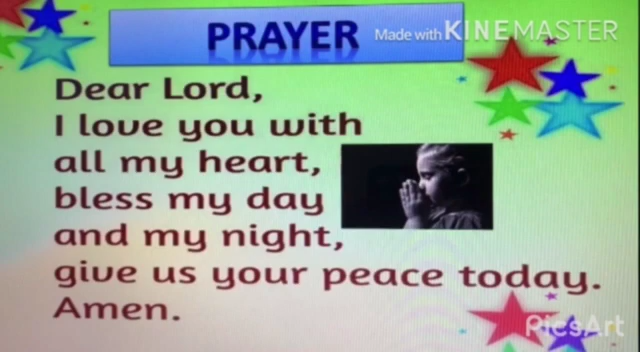 PRAYER
Made with KINEMASTER
Dear Lord,
I love you with
all my heart,
bless my day
and my night,
give us your peace today.
Amen.
PicsArt